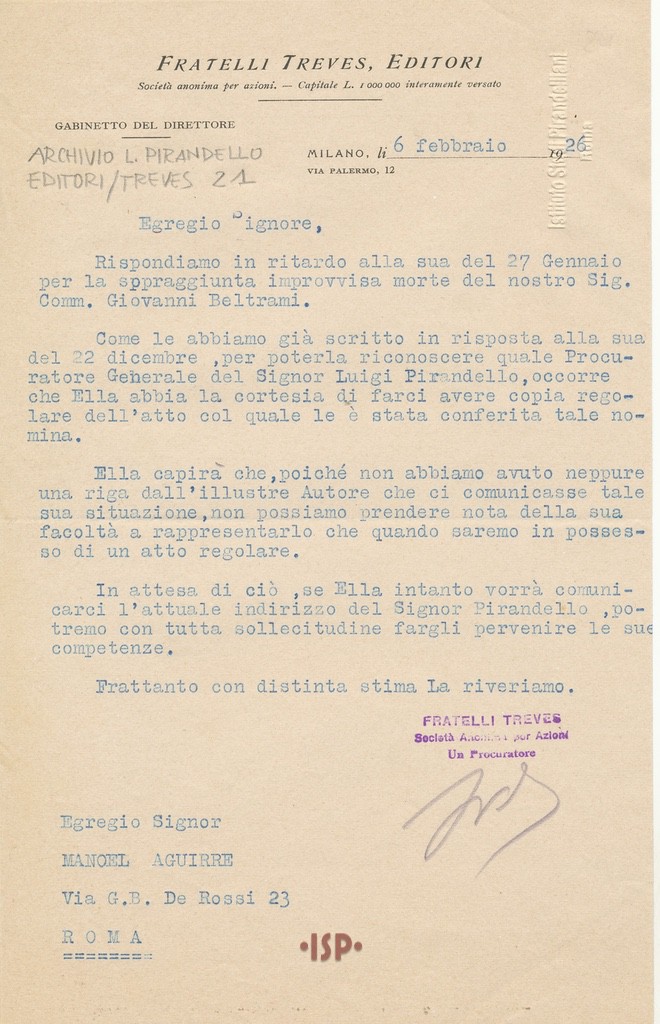 FRATELLI TREVES, EDITORI
Società anonima per azioni. — Capitale L. 1 000 000 interamente versato
GABINETTO DEL DIRETTORE
ARCHIVIO L. PIRANDELLO
EDITORI/TREVES 21
MILANO, li 6 febbraio 1926
VIA PALERMO, 12
Istituto Studi Pirandelliani
Roma
Egregio Signore,
Rispondiamo in ritardo alla sua del 27 Gennaio
per la sppraggiunta improvvisa morte del nostro Sig.
Comm. Giovanni Beltrami.
Come le abbiamo già scritto in risposta alla sua
del 22 dicembre ,per poterla riconoscere quale Procu-
ratore Generale del Signor Luigi Pirandello,occorre
che Ella abbia la cortesia di farci avere copia rego-
lare dell'atto col quale le è stata conferita tale no-
mina.
Ella capirà che,poiché non abbiamo avuto neppure
una riga dall'illustre Autore che ci comunicasse tale
sua situazione,non possiamo prendere nota della sua
facoltà a rappresentarlo che quando saremo in posses-
so di un atto regolare.
In attesa di ciò ,se Ella intanto vorrà comuni-
carci l'attuale indirizzo del Signor Pirandello ,po-
tremo con tutta sollecitudine fargli pervenire le sue
competenze.
Frattanto con distinta stima La riveriamo.
FRATELLI TREVES
Società Anonima per Azioni
Un Procuratore
Egregio Signor
MANOEL AGUIRRE
Via G.B. De Rossi 23
R O M A
========
•ISP•